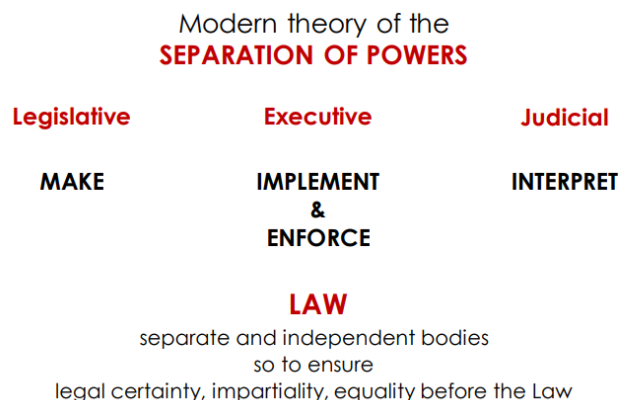 Modern theory of the
SEPARATION OF POWERS
Legislative Executive Judicial
MAKE IMPLEMENT INTERPRET
&
ENFORCE
LAW
separate and independent bodies
so to ensure
legal certainty, impartiality, equality before the Law